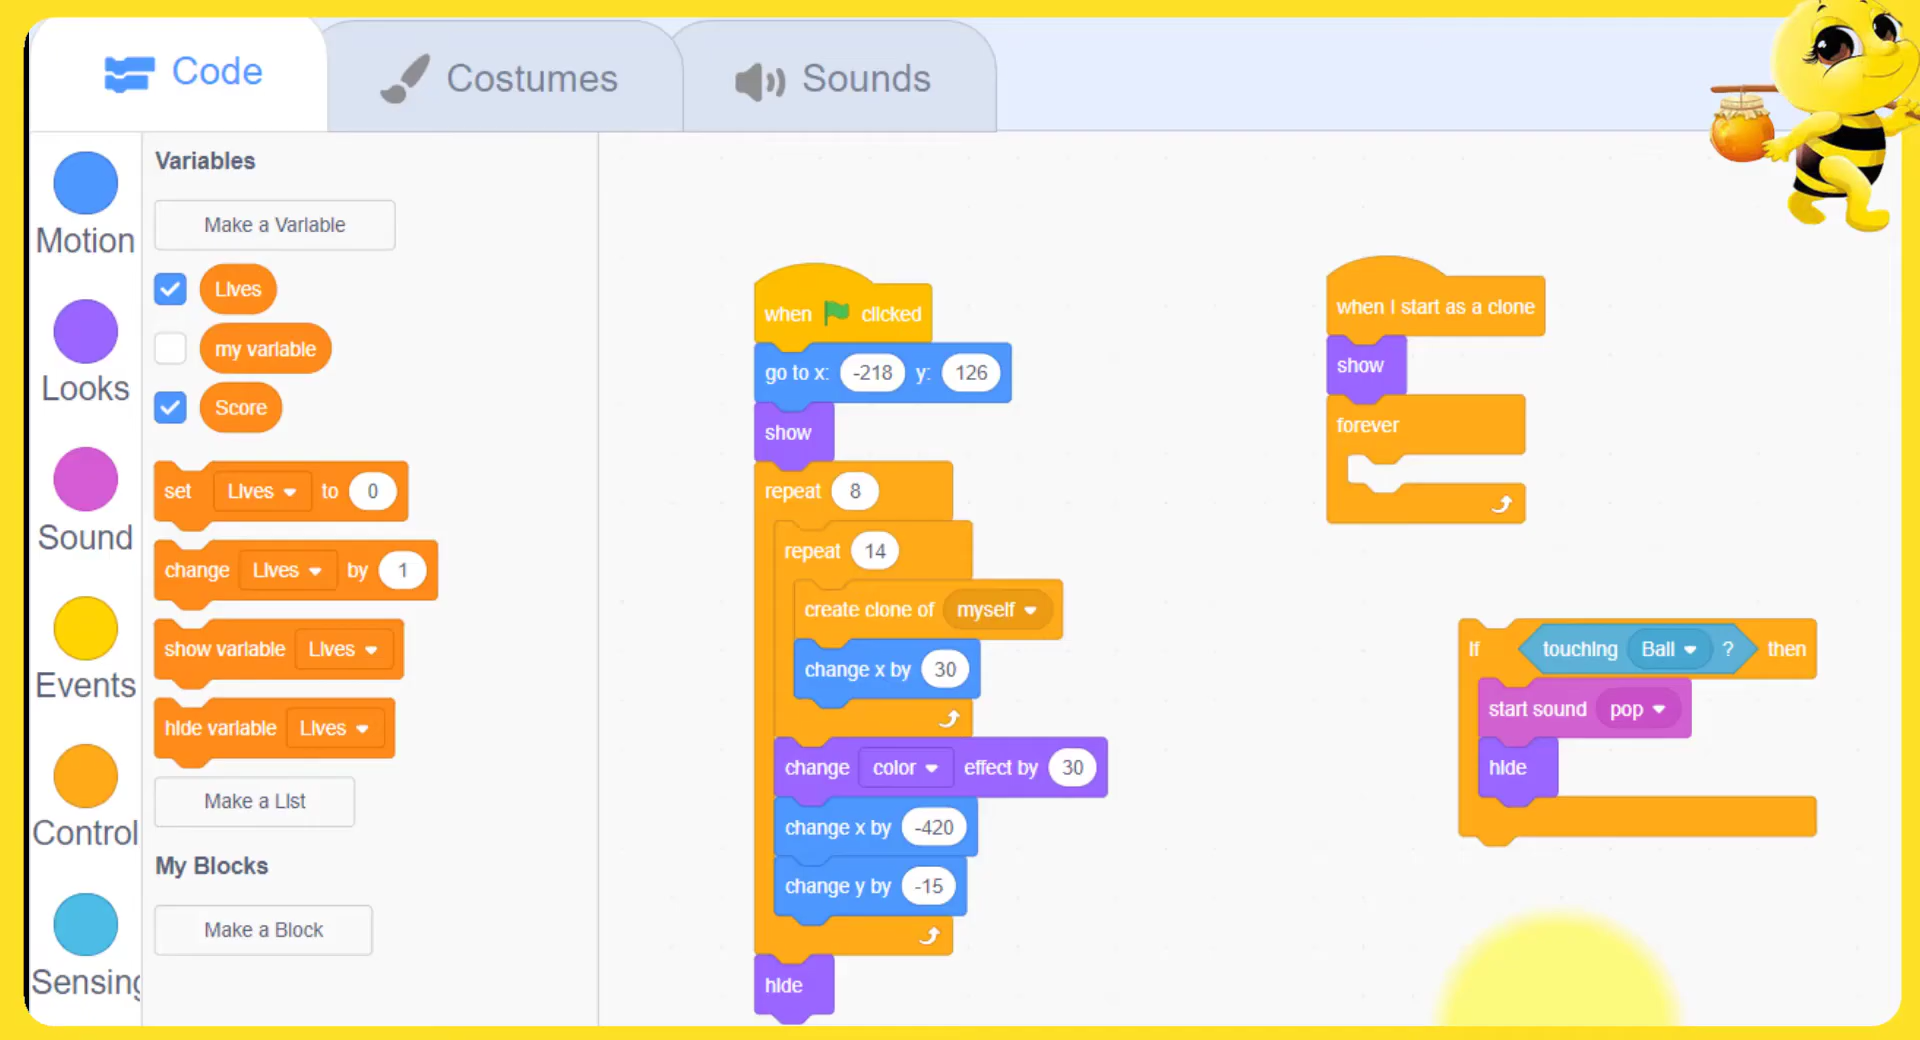 Code
Costumes
Sounds
Motion
Looks
Sound
Events
Control
Sensing
Variables
Make a Variable
Lives
my variable
Score
set Lives to 0
change Lives by 1
show variable Lives
hide variable Lives
Make a List
My Blocks
Make a Block
when clicked
go to x: -218 y: 126
show
repeat 8
repeat 14
create clone of myself
change x by 30
change color effect by 30
change x by -420
change y by -15
hide
when I start as a clone
show
forever
if touching Ball ? then
start sound pop
hide